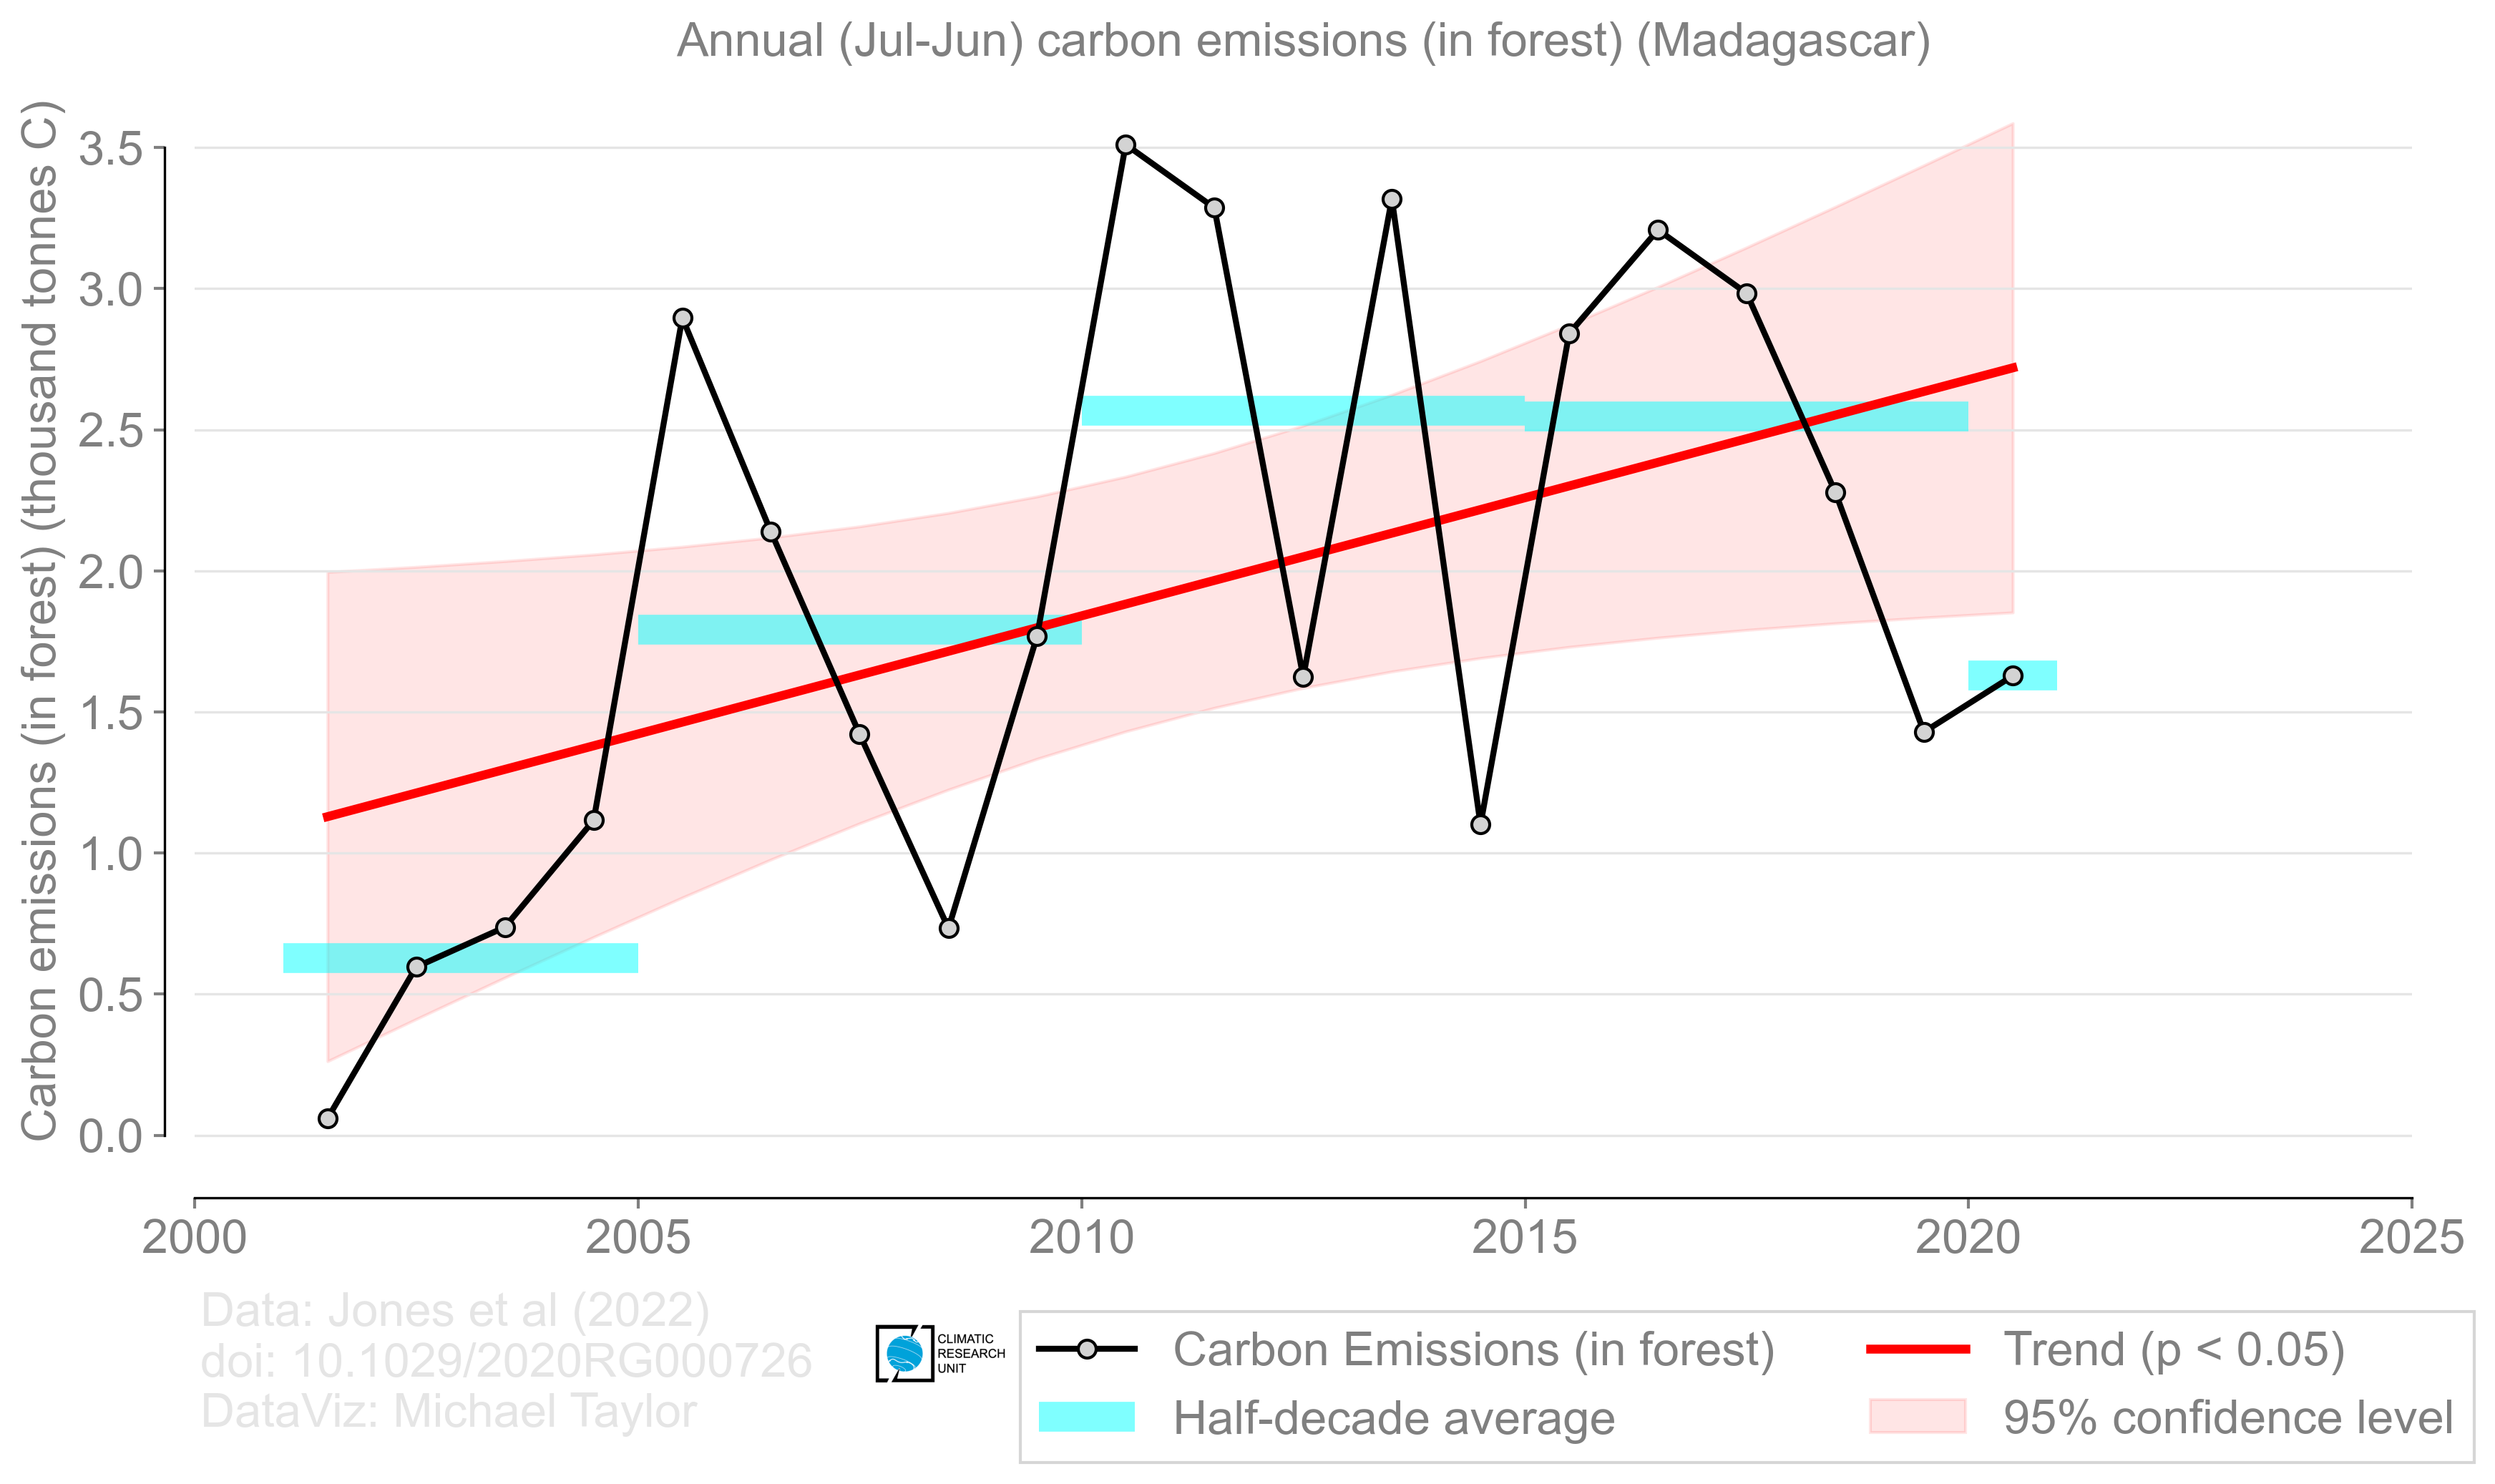 Annual (Jul-Jun) carbon emissions (in forest) (Madagascar)
Carbon emissions (in forest) (thousand tonnes C)
3.5
3.0
2.5
2.0
1.5
1.0
0.5
0.0
2000 2005 2010 2015 2020 2025
Data: Jones et al (2022)
doi: 10.1029/2020RG000726
DataViz: Michael Taylor
CLIMATIC
RESEARCH
UNIT
Carbon Emissions (in forest)
Half-decade average
Trend (p < 0.05)
95% confidence level